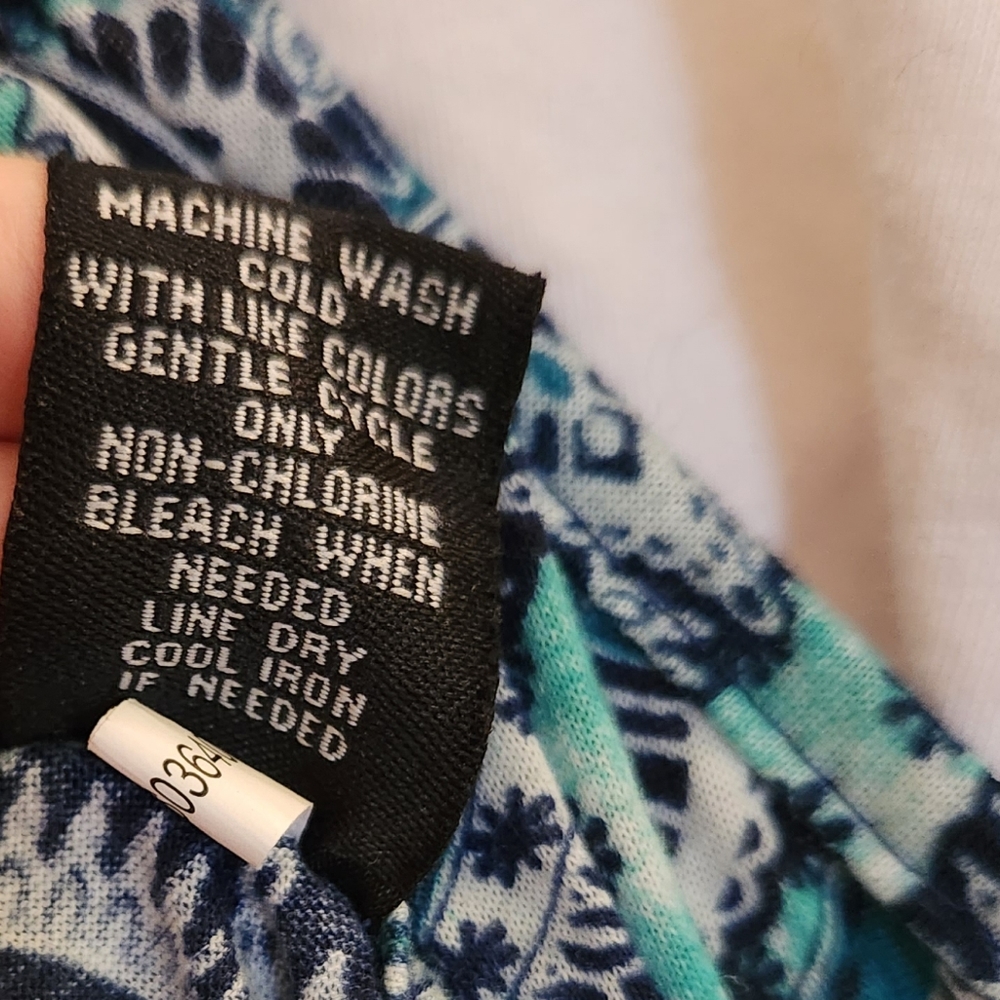 MACHINE WASH
COLD
WITH LIKE COLORS
GENTLE CYCLE
ONLY
NON-CHLORINE
BLEACH WHEN
NEEDED
LINE DRY
COOL IRON
IF NEEDED